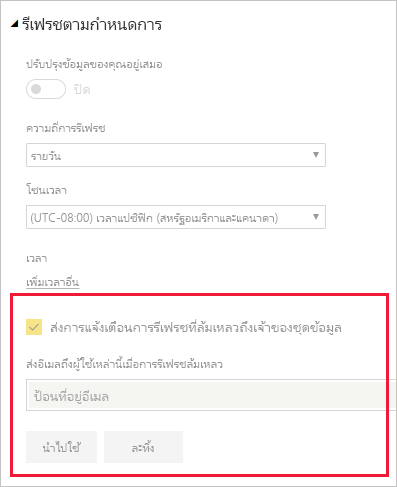 รีเฟรชตามกำหนดการ
ปรับปรุงข้อมูลของคุณอยู่เสมอ
ปิด
ความถี่การรีเฟรช
รายวัน
โซนเวลา
(UTC-08:00) เวลาแปซิฟิก (สหรัฐอเมริกาและแคนาดา)
เวลา
เพิ่มเวลาอื่น
ส่งการแจ้งเตือนการรีเฟรชที่ล้มเหลวถึงเจ้าของชุดข้อมูล
ส่งอีเมลถึงผู้ใช้เหล่านี้เมื่อการรีเฟรชล้มเหลว
ป้อนที่อยู่อีเมล
นำไปใช้ ละทิ้ง